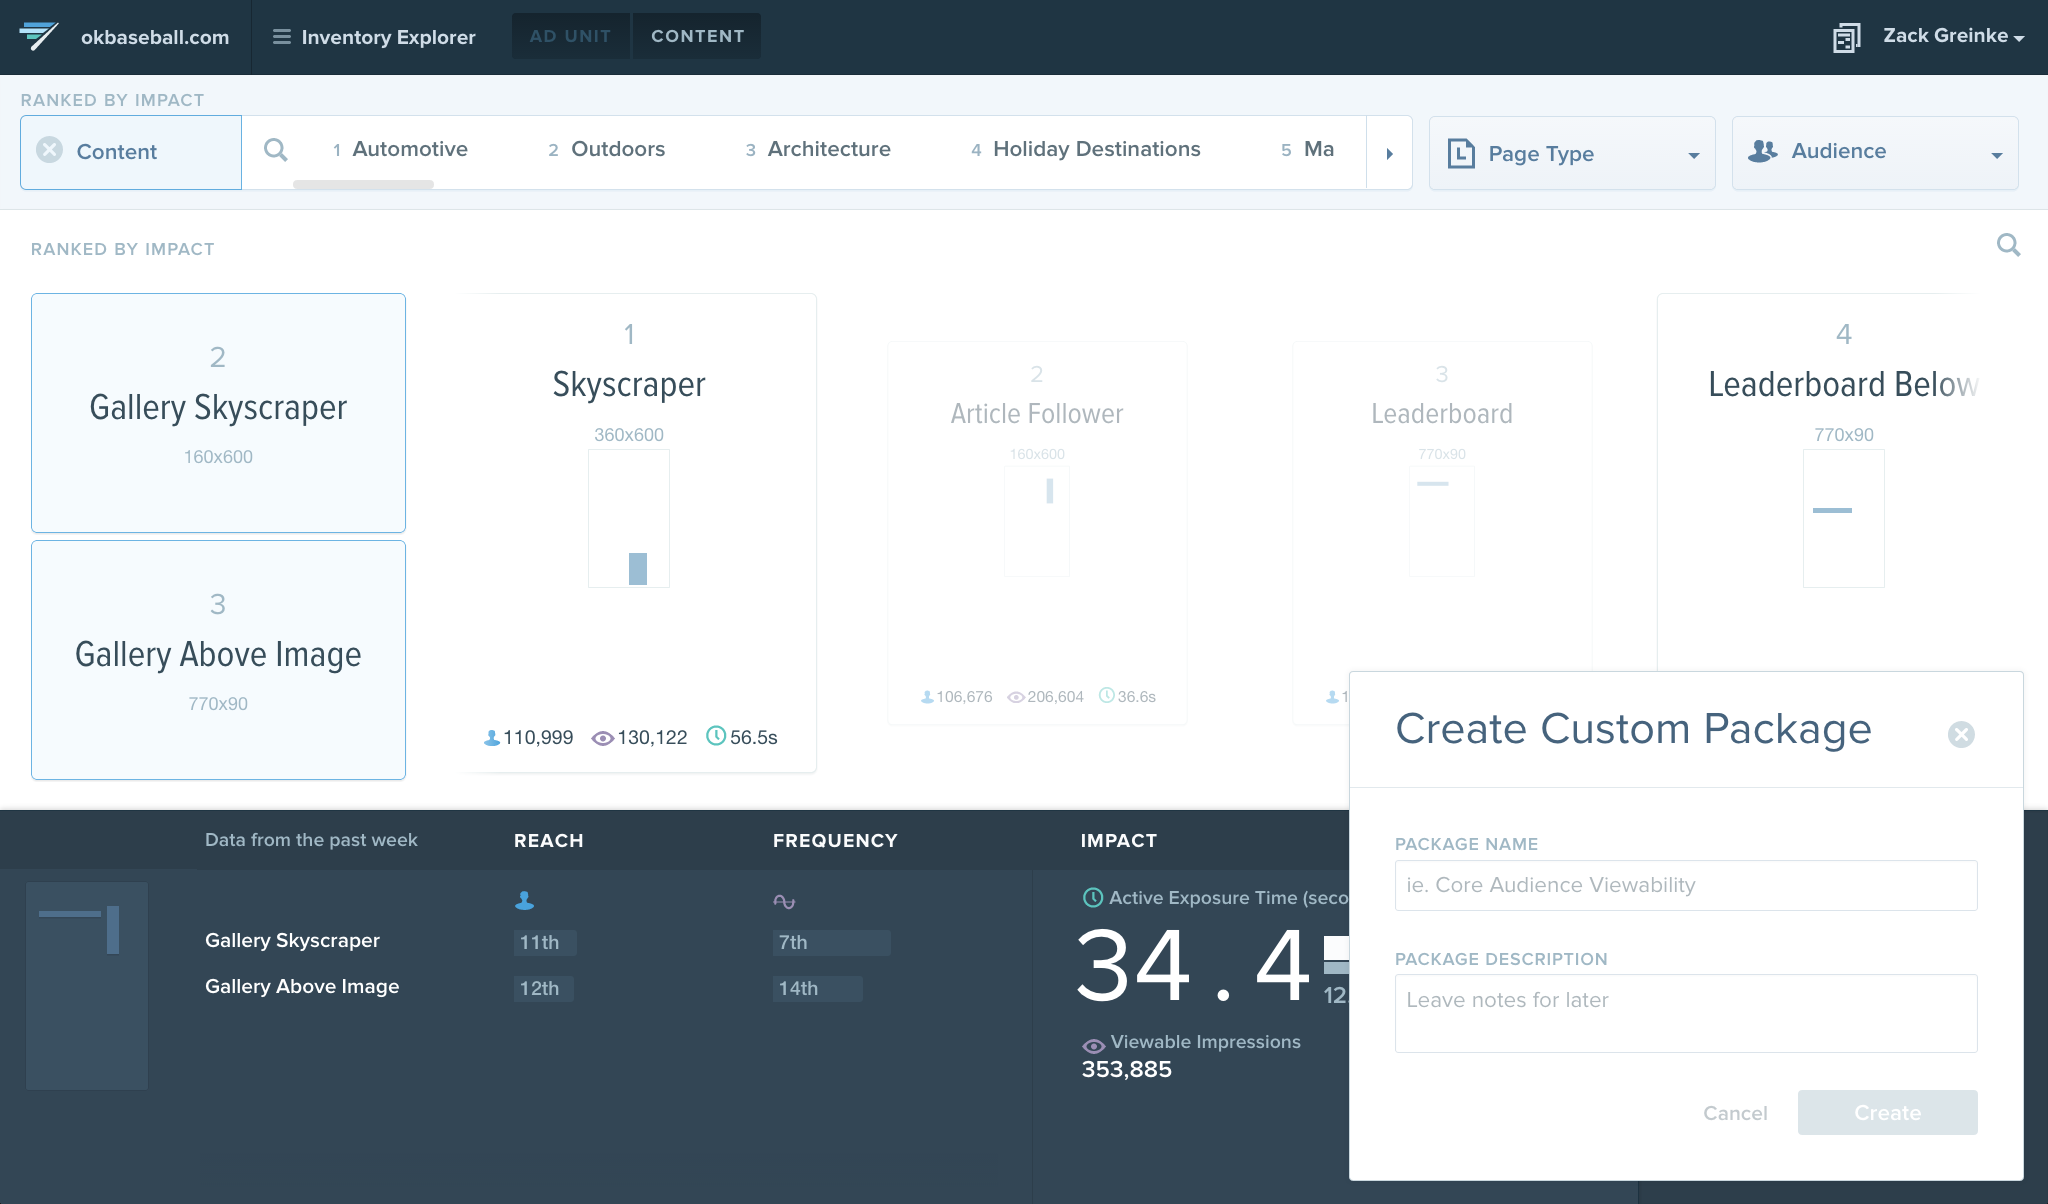 okbaseball.com
Inventory Explorer
AD UNIT
CONTENT
Zack Greinke
RANKED BY IMPACT
Content
1 Automotive
2 Outdoors
3 Architecture
4 Holiday Destinations
5 Ma
Page Type
Audience
RANKED BY IMPACT
2
Gallery Skyscraper
160x600
3
Gallery Above Image
770x90
1
Skyscraper
360x600
110,999 130,122 56.5s
2
Article Follower
160x600
106,676 206,604 36.6s
3
Leaderboard
770x90
1
4
Leaderboard Below
770x90
Data from the past week
REACH
FREQUENCY
IMPACT
Gallery Skyscraper
11th
7th
Gallery Above Image
12th
14th
Active Exposure Time (seco
34.4
12.
Viewable Impressions
353,885
Create Custom Package
PACKAGE NAME
ie. Core Audience Viewability
PACKAGE DESCRIPTION
Leave notes for later
Cancel
Create